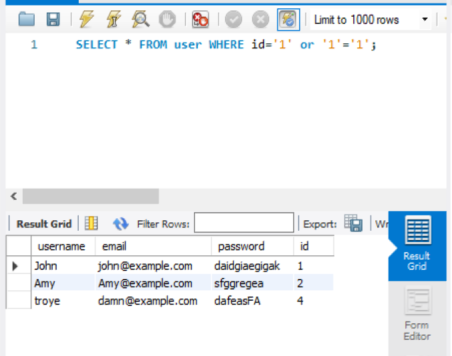 Limit to 1000 rows
1 SELECT * FROM user WHERE id='1' or '1'='1';
Result Grid Filter Rows: Export:
username email password id
John john@example.com daidgiaegigak 1
Amy Amy@example.com sfggregea 2
troye damn@example.com dafeasFA 4
Result
Grid
Form
Editor